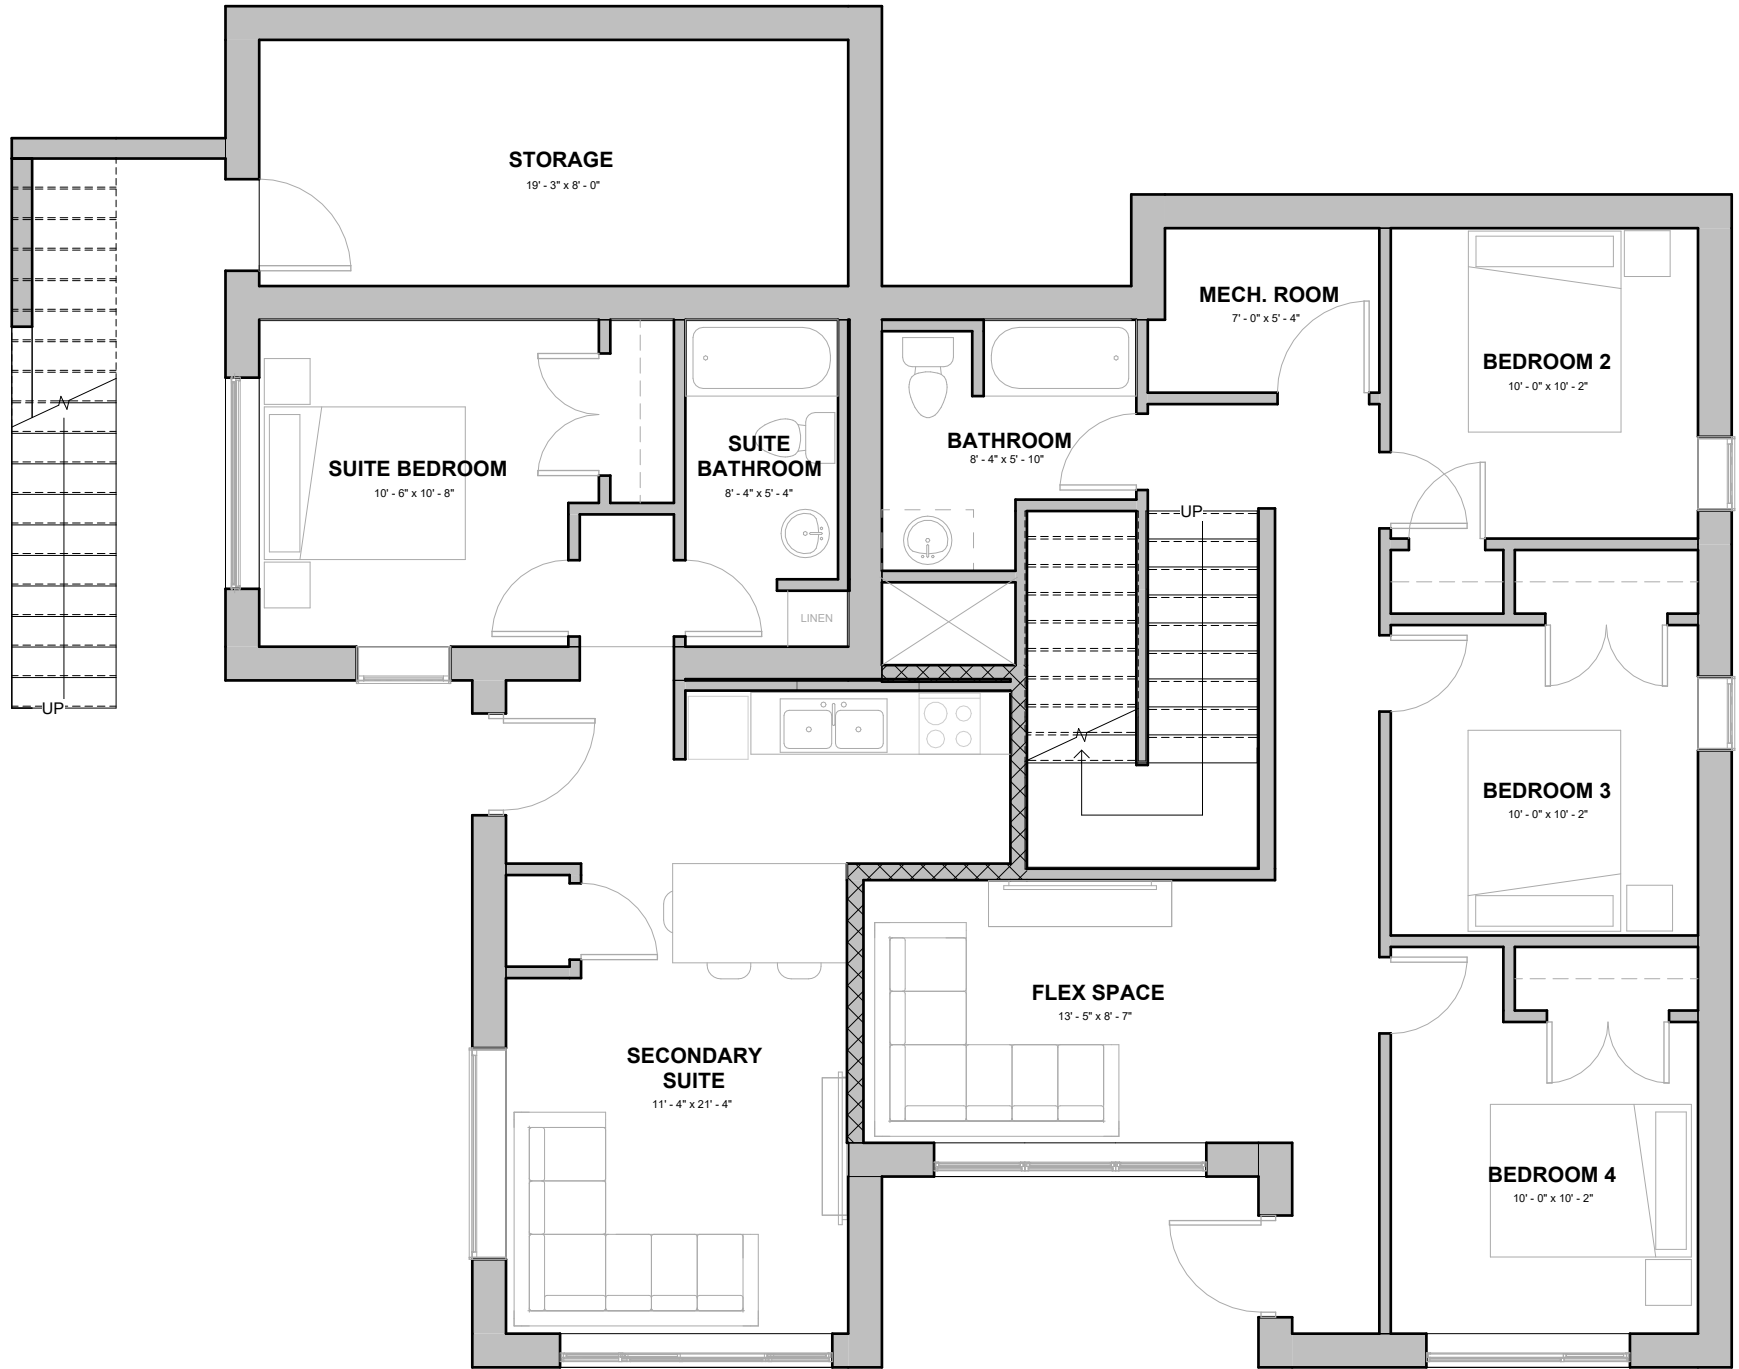 STORAGE
19' - 3" x 8' - 0"
MECH. ROOM
7' - 0" x 5' - 4"
BEDROOM 2
10' - 0" x 10' - 2"
SUITE BEDROOM
10' - 6" x 10' - 8"
SUITE
BATHROOM
8' - 4" x 5' - 4"
BATHROOM
8' - 4" x 5' - 10"
UP
LINEN
UP
BEDROOM 3
10' - 0" x 10' - 2"
FLEX SPACE
13' - 5" x 8' - 7"
SECONDARY
SUITE
11' - 4" x 21' - 4"
BEDROOM 4
10' - 0" x 10' - 2"